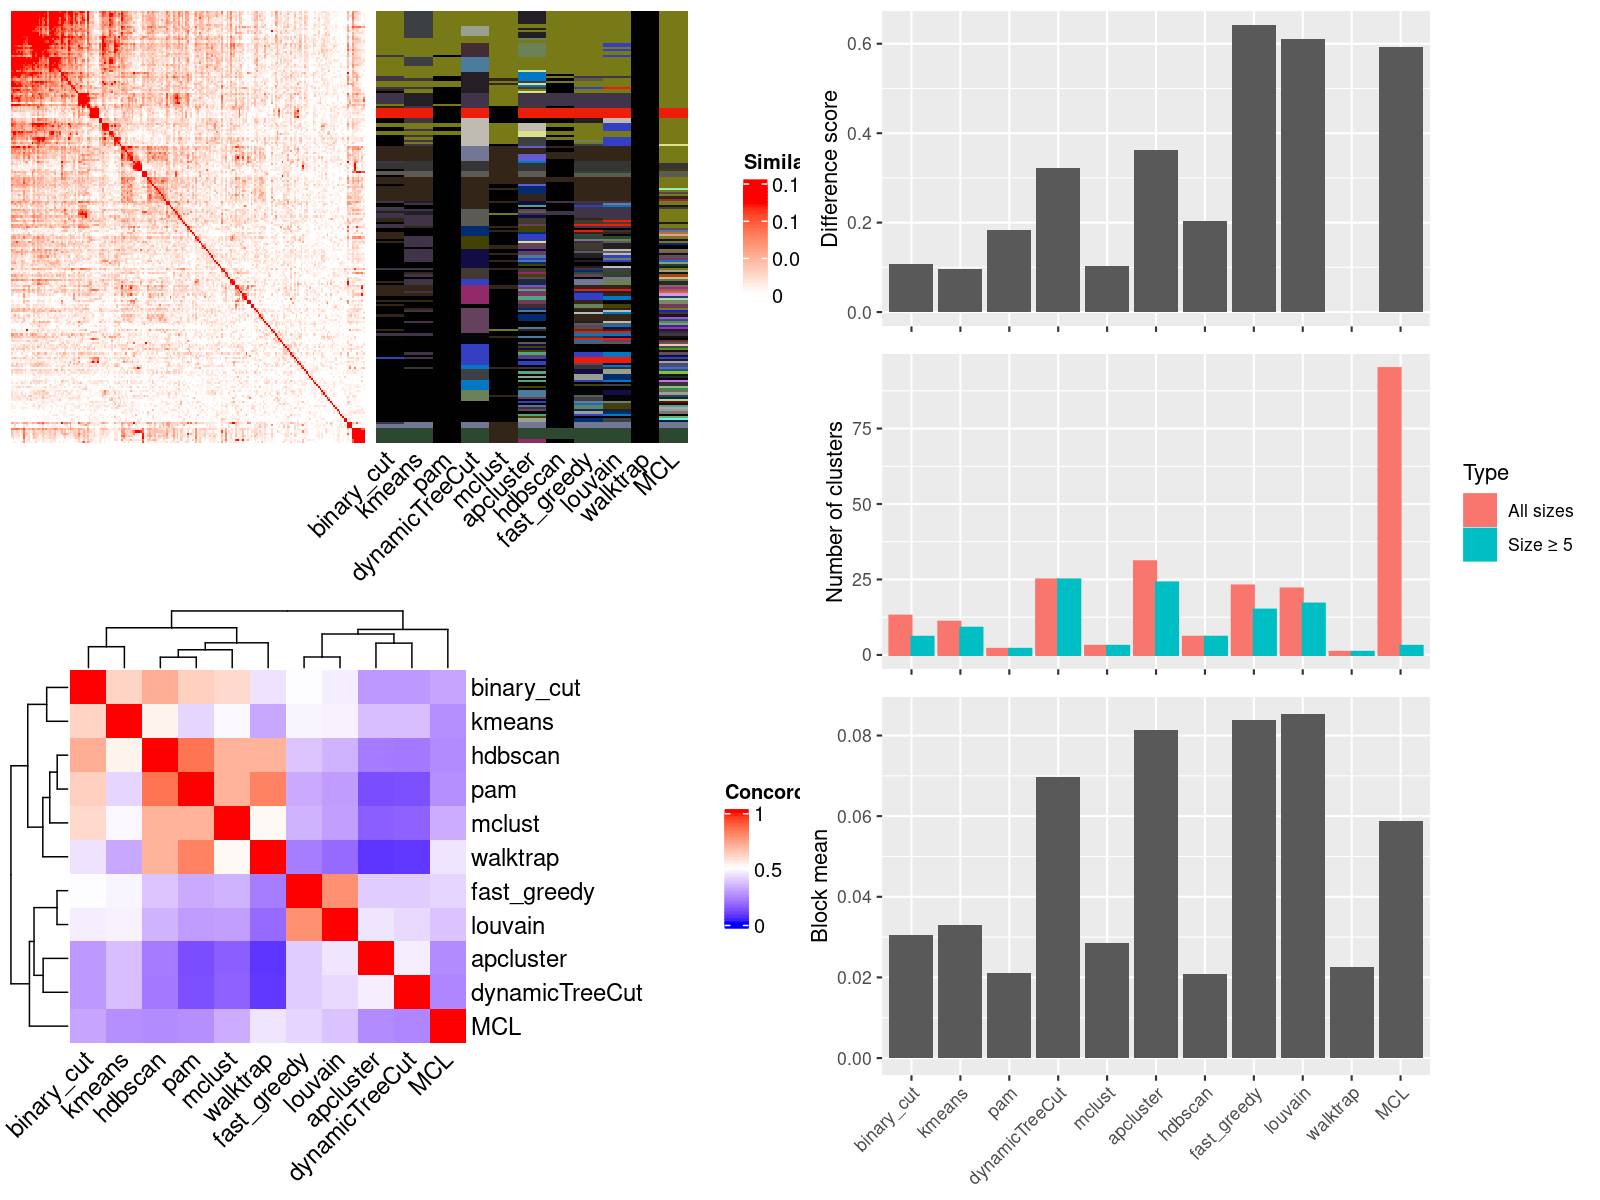 Simila
0.1
0.1
0.0
0
binary_cut
kmeans
pam
dynamicTreeCut
mclust
apcluster
hdbscan
fast_greedy
louvain
walktrap
MCL
binary_cut
kmeans
hdbscan
pam
mclust
walktrap
fast_greedy
louvain
apcluster
dynamicTreeCut
MCL
binary_cut
kmeans
hdbscan
pam
mclust
walktrap
fast_greedy
louvain
apcluster
dynamicTreeCut
MCL
Concord
1
0.5
0
Difference score
0.6
0.4
0.2
0.0
Number of clusters
75
50
25
0
Type
All sizes
Size ≥ 5
Block mean
0.08
0.06
0.04
0.02
0.00
binary_cut
kmeans
pam
dynamicTreeCut
mclust
apcluster
hdbscan
fast_greedy
louvain
walktrap
MCL